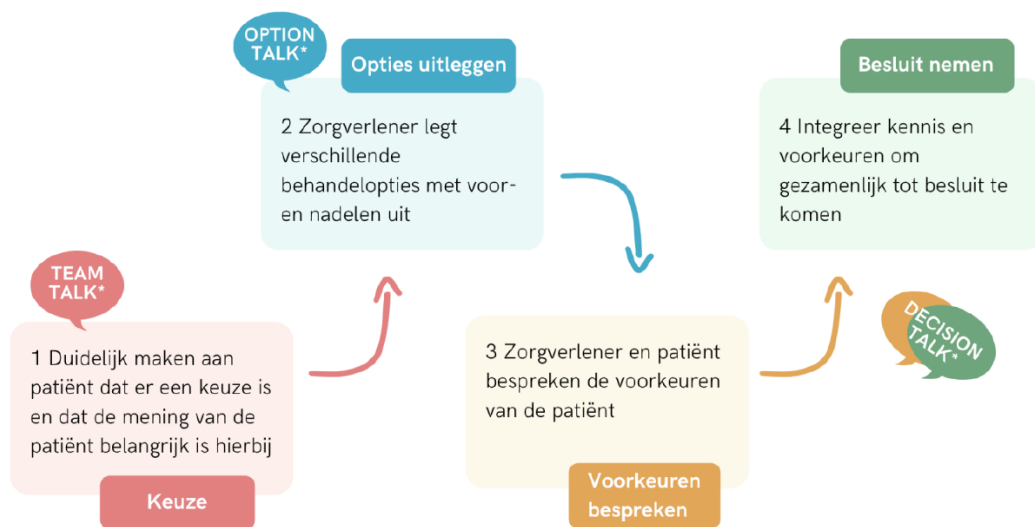 TEAM
TALK*
1 Duidelijk maken aan
patiënt dat er een keuze is
en dat de mening van de
patiënt belangrijk is hierbij
Keuze
OPTION
TALK*
Opties uitleggen
2 Zorgverlener legt
verschillende
behandelopties met voor-
en nadelen uit
3 Zorgverlener en patiënt
bespreken de voorkeuren
van de patiënt
Voorkeuren
bespreken
Besluit nemen
4 Integreer kennis en
voorkeuren om
gezamenlijk tot besluit te
komen
DECISION
TALK*